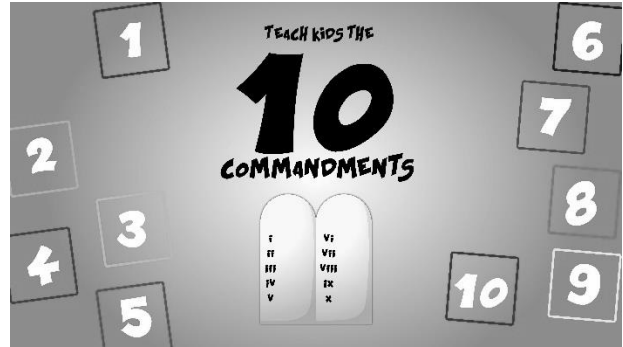 TEACH KIDS THE
10
COMMANDMENTS
1
2
3
4
5
i
ii
iii
iv
v
vi
vii
viii
ix
x
6
7
8
9
10